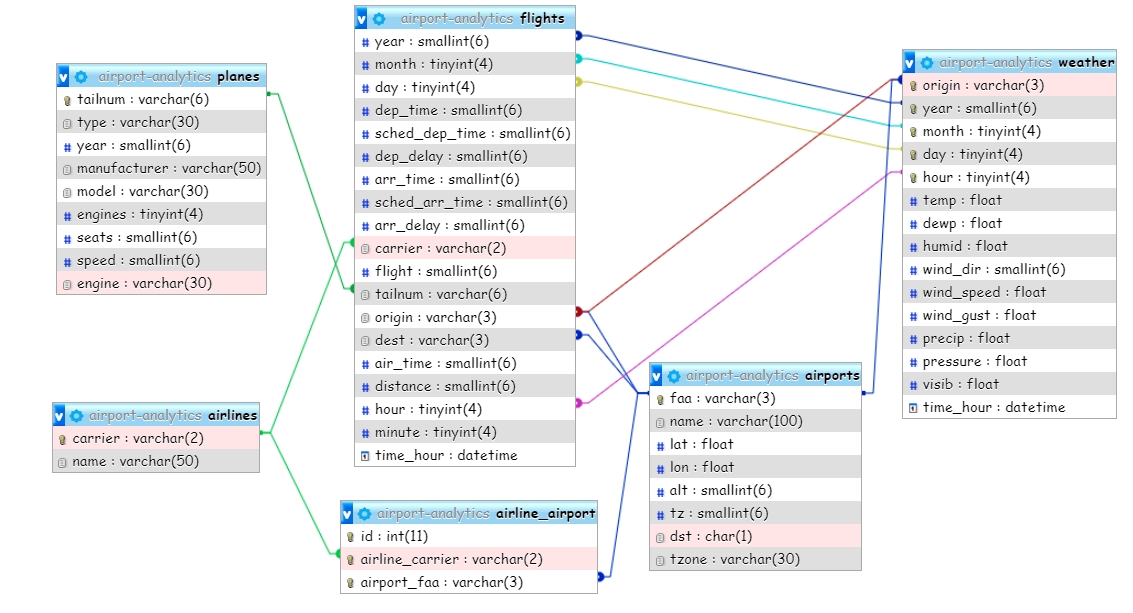 airport-analytics flights
year : smallint(6)
month : tinyint(4)
day : tinyint(4)
dep_time : smallint(6)
sched_dep_time : smallint(6)
dep_delay : smallint(6)
arr_time : smallint(6)
sched_arr_time : smallint(6)
arr_delay : smallint(6)
carrier : varchar(2)
flight : smallint(6)
tailnum : varchar(6)
origin : varchar(3)
dest : varchar(3)
air_time : smallint(6)
distance : smallint(6)
hour : tinyint(4)
minute : tinyint(4)
time_hour : datetime
airport-analytics planes
tailnum : varchar(6)
type : varchar(30)
year : smallint(6)
manufacturer : varchar(50)
model : varchar(30)
engines : tinyint(4)
seats : smallint(6)
speed : smallint(6)
engine : varchar(30)
airport-analytics weather
origin : varchar(3)
year : smallint(6)
month : tinyint(4)
day : tinyint(4)
hour : tinyint(4)
temp : float
dewp : float
humid : float
wind_dir : smallint(6)
wind_speed : float
wind_gust : float
precip : float
pressure : float
visib : float
time_hour : datetime
airport-analytics airports
faa : varchar(3)
name : varchar(100)
lat : float
lon : float
alt : smallint(6)
tz : smallint(6)
dst : char(1)
tzone : varchar(30)
airport-analytics airlines
carrier : varchar(2)
name : varchar(50)
airport-analytics airline_airport
id : int(11)
airline_carrier : varchar(2)
airport_faa : varchar(3)